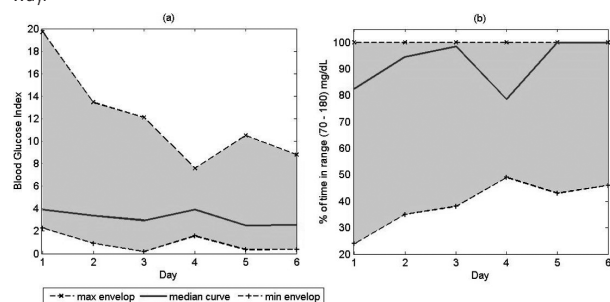 way.
(a)
Blood Glucose Index
20
18
16
14
12
10
8
6
4
2
0
1 2 3 4 5 6
Day
(b)
% of time in range (70 - 180) mg/dL
100
90
80
70
60
50
40
30
20
1 2 3 4 5 6
Day
max envelop median curve min envelop